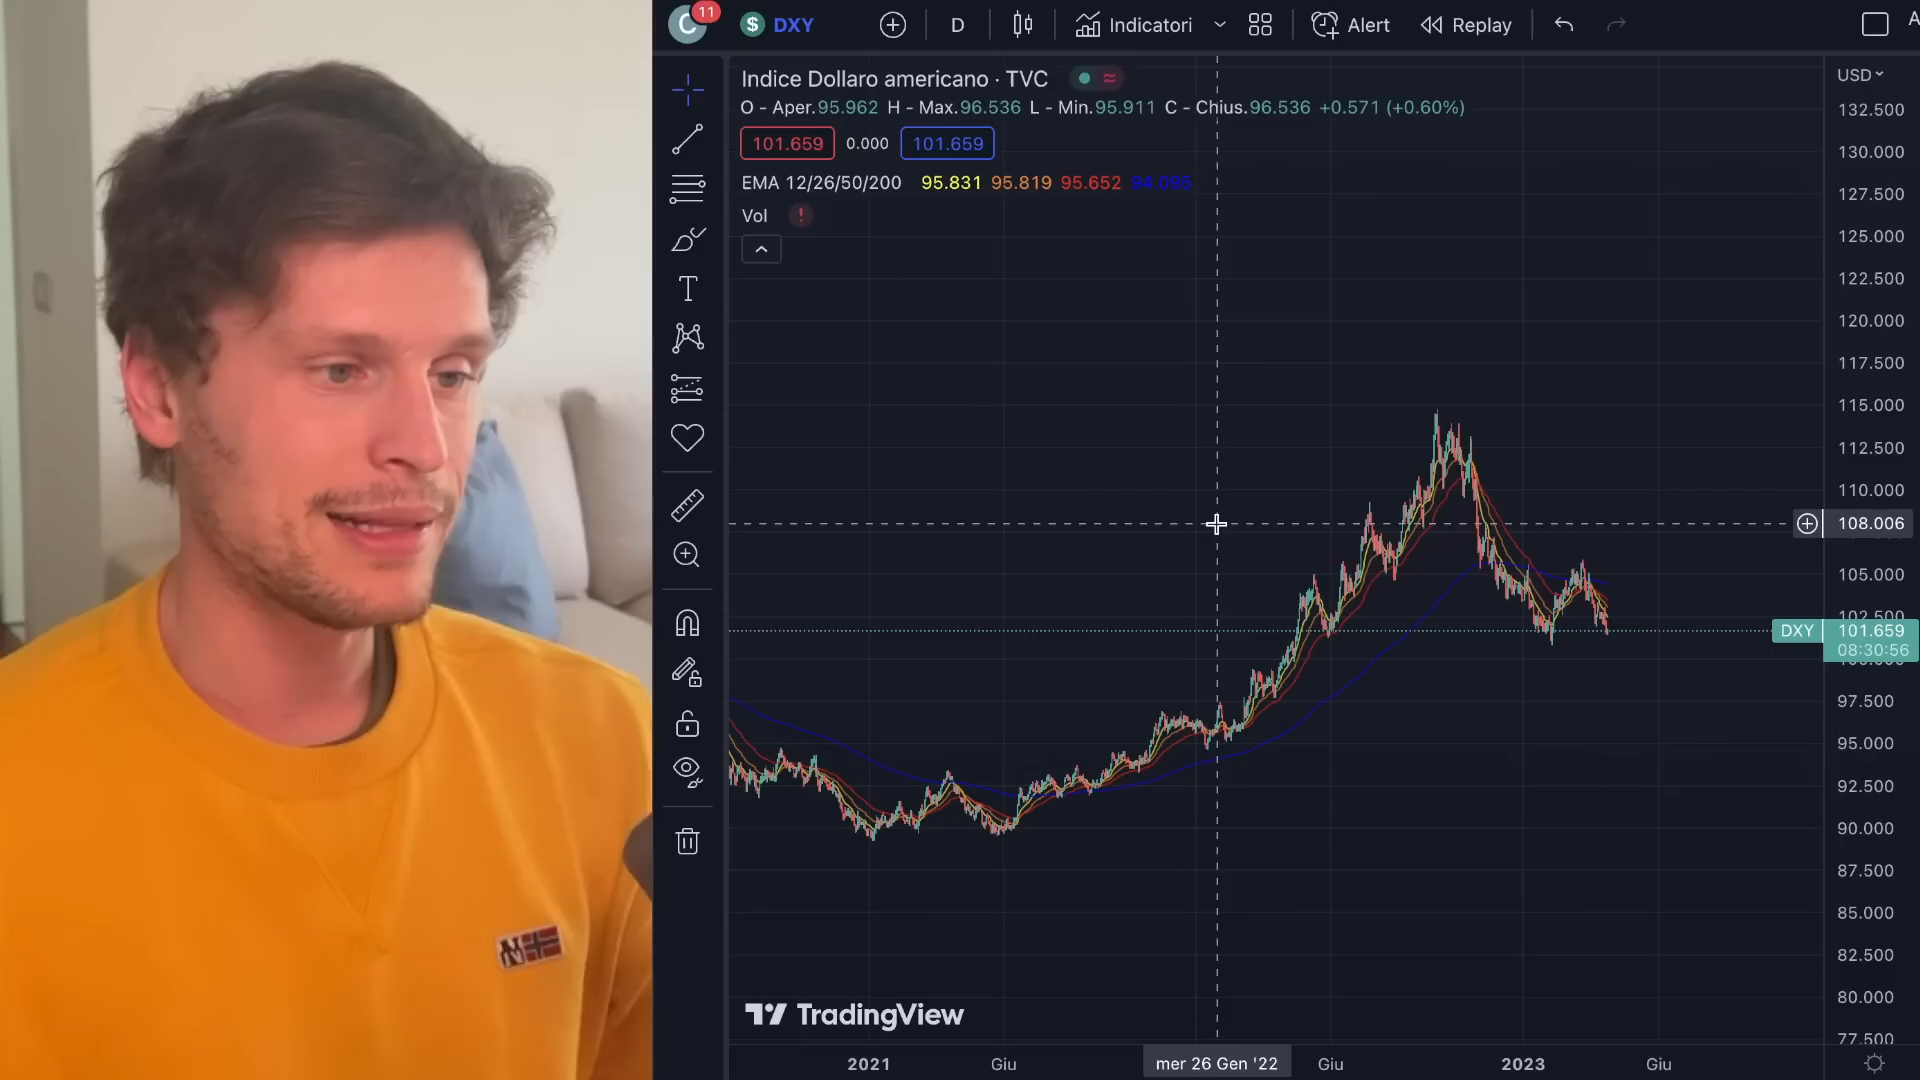 C 11 $ DXY D Indicatori Alert Replay A
Indice Dollaro americano · TVC
O - Aper.95.962 H - Max.96.536 L - Min.95.911 C - Chius.96.536 +0.571 (+0.60%)
101.659 0.000 101.659
EMA 12/26/50/200 95.831 95.819 95.652 94.095
Vol !
USD
132.500
130.000
127.500
125.000
122.500
120.000
117.500
115.000
112.500
110.000
108.006
105.000
102.500
DXY 101.659
08:30:56
100.000
97.500
95.000
92.500
90.000
87.500
85.000
82.500
80.000
77.500
N
TradingView
2021 Giu mer 26 Gen '22 Giu 2023 Giu